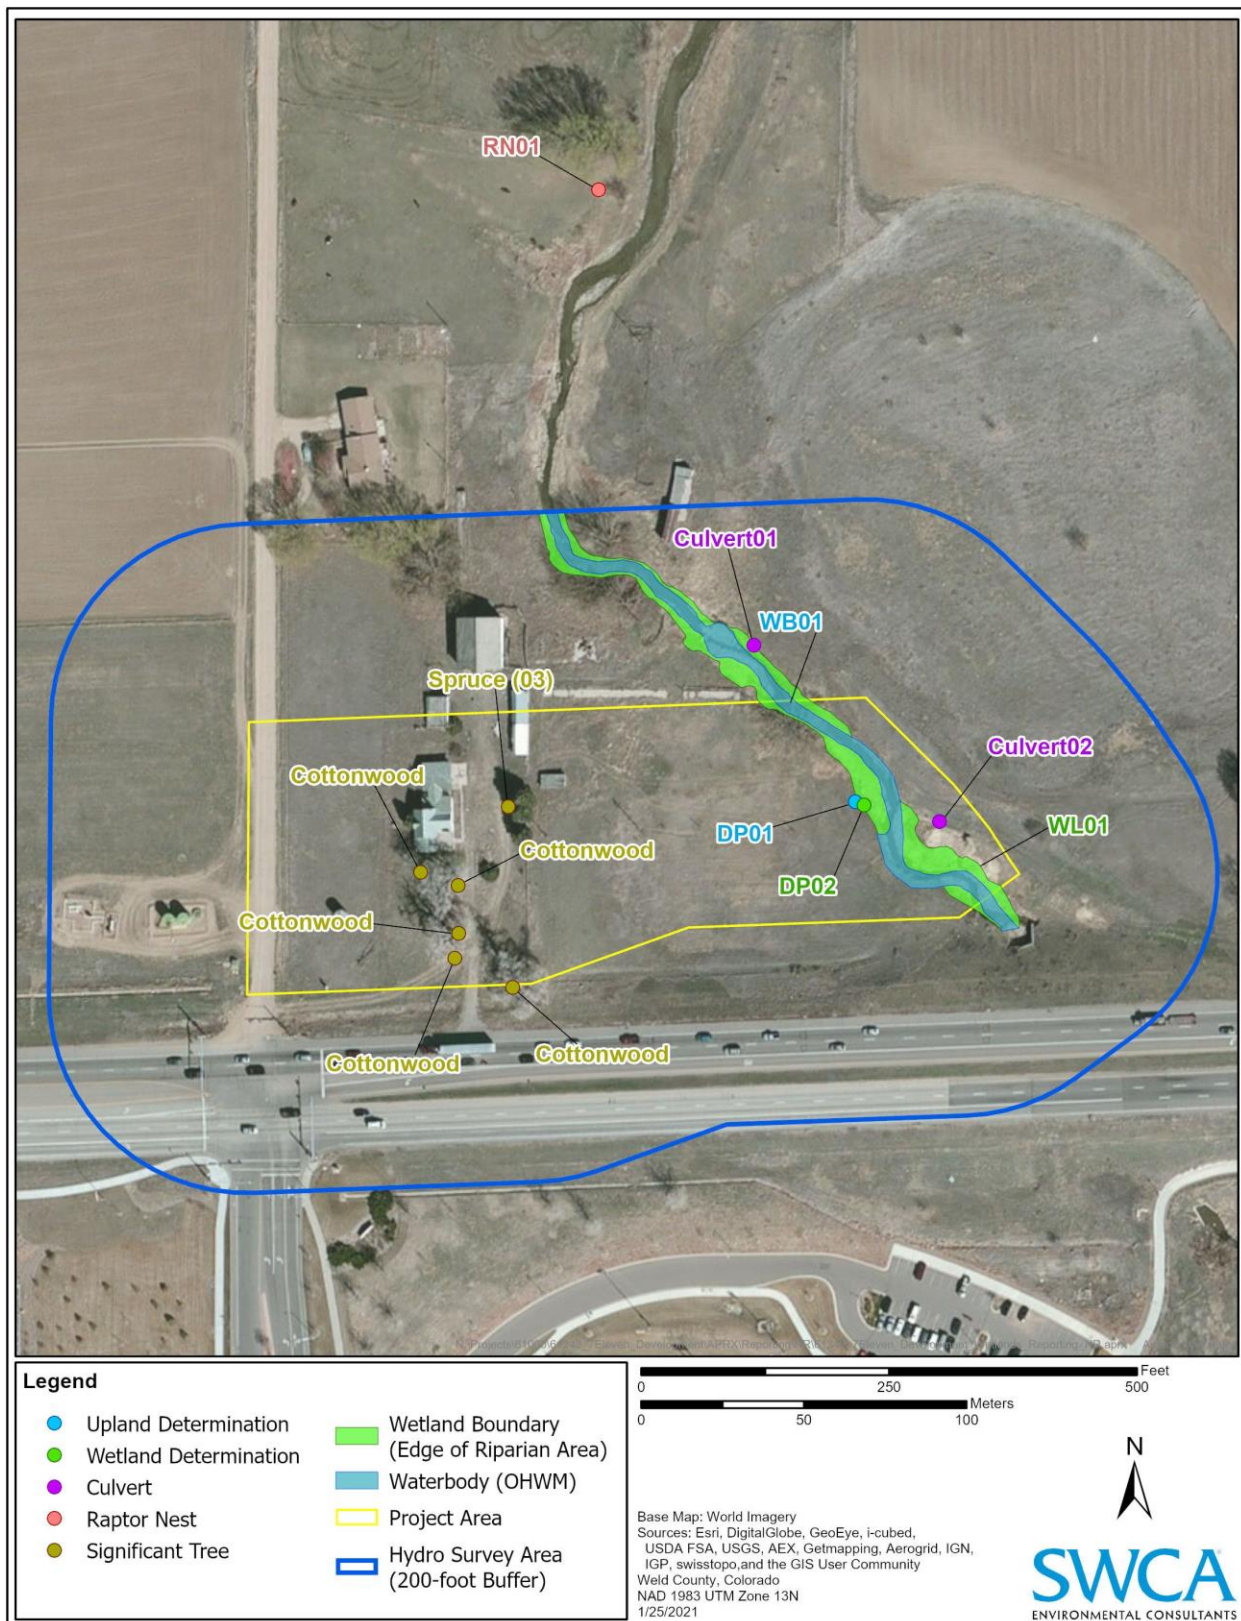 RN01
Culvert01
WB01
Spruce (03)
Culvert02
Cottonwood
DP01
WL01
Cottonwood
DP02
Cottonwood
Cottonwood
Cottonwood
Legend
Upland Determination
Wetland Determination
Culvert
Raptor Nest
Significant Tree
Wetland Boundary
(Edge of Riparian Area)
Waterbody (OHWM)
Project Area
Hydro Survey Area
(200-foot Buffer)
Feet
0 250 500
Meters
0 50 100
N
Base Map: World Imagery
Sources: Esri, DigitalGlobe, GeoEye, i-cubed,
USDA FSA, USGS, AEX, Getmapping, Aerogrid, IGN,
IGP, swisstopo,and the GIS User Community
Weld County, Colorado
NAD 1983 UTM Zone 13N
1/25/2021
SWCA
ENVIRONMENTAL CONSULTANTS